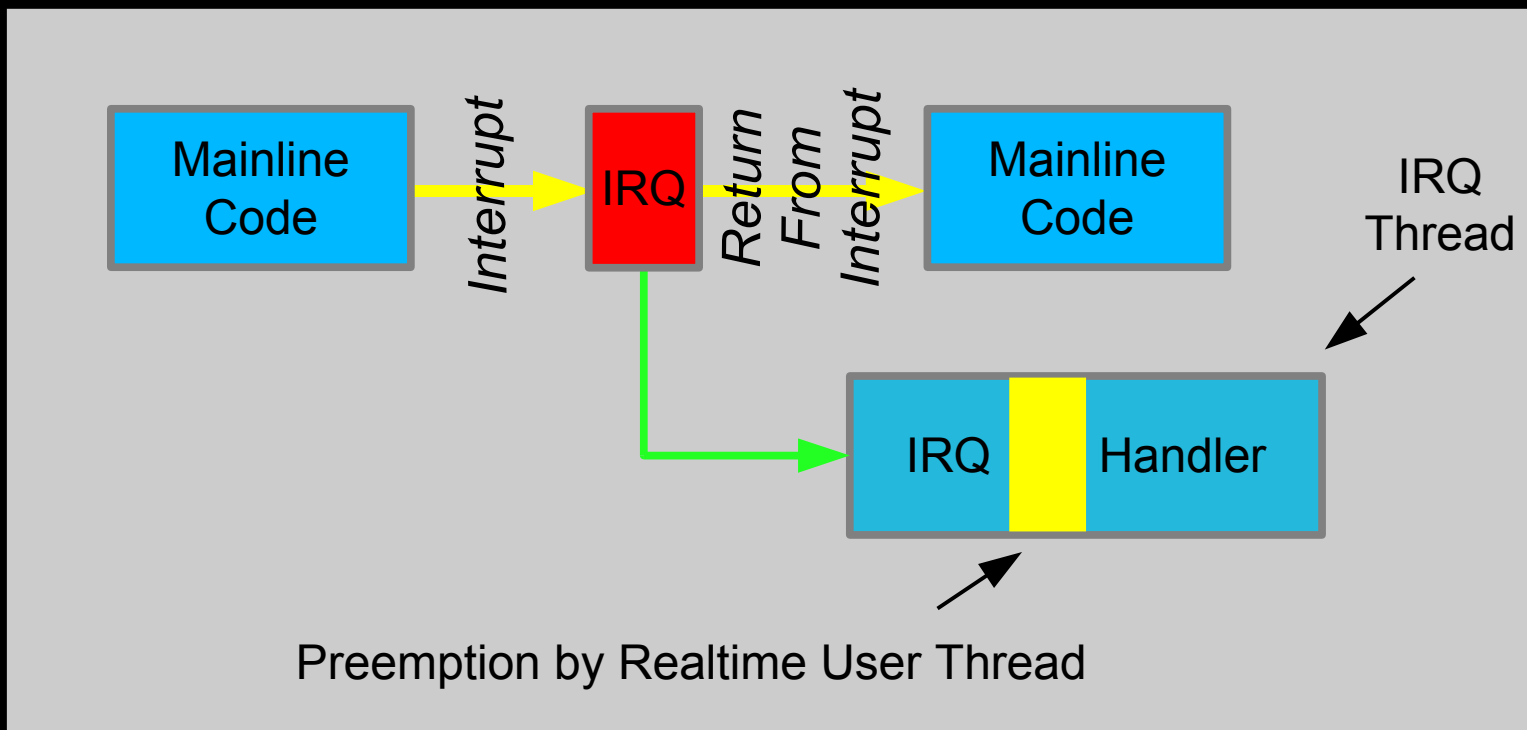 Mainline
Code
Interrupt
IRQ
Return
From
Interrupt
Mainline
Code
IRQ
Thread
IRQ
Handler
Preemption by Realtime User Thread